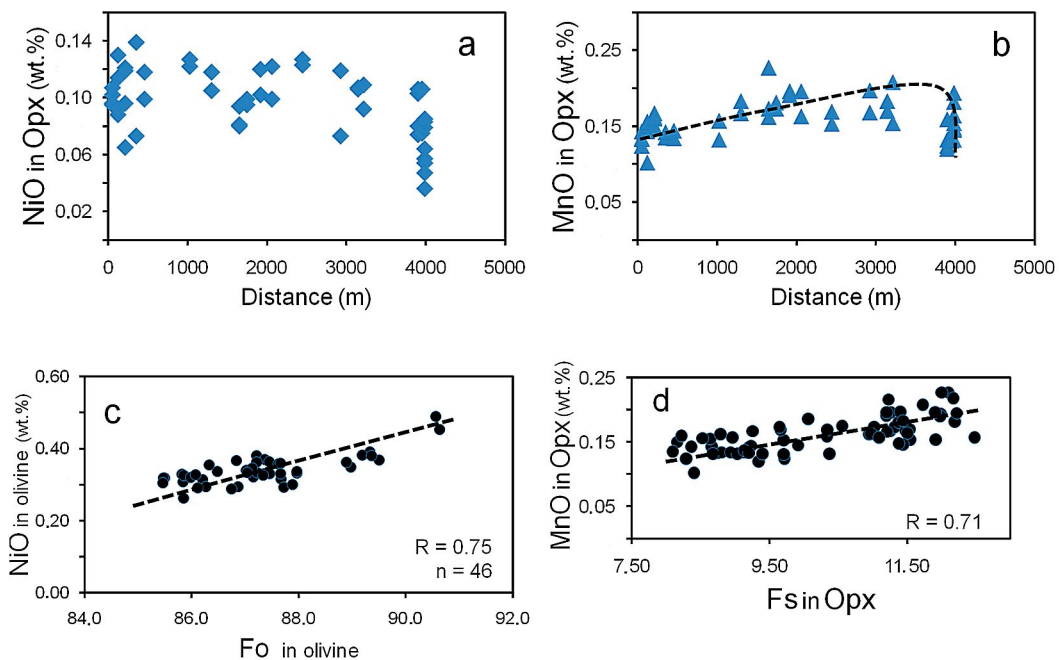 a
NiO in Opx (wt.%)
0.14
0.10
0.06
0.02
0 1000 2000 3000 4000 5000
Distance (m)
b
MnO in Opx (wt.%)
0.25
0.15
0.05
0 1000 2000 3000 4000 5000
Distance (m)
c
NiO in olivine (wt.%)
0.60
0.40
0.20
0.00
R = 0.75
n = 46
84.0 86.0 88.0 90.0 92.0
Fo in olivine
d
MnO in Opx (wt.%)
0.25
0.15
0.05
R = 0.71
7.50 9.50 11.50
Fs in Opx